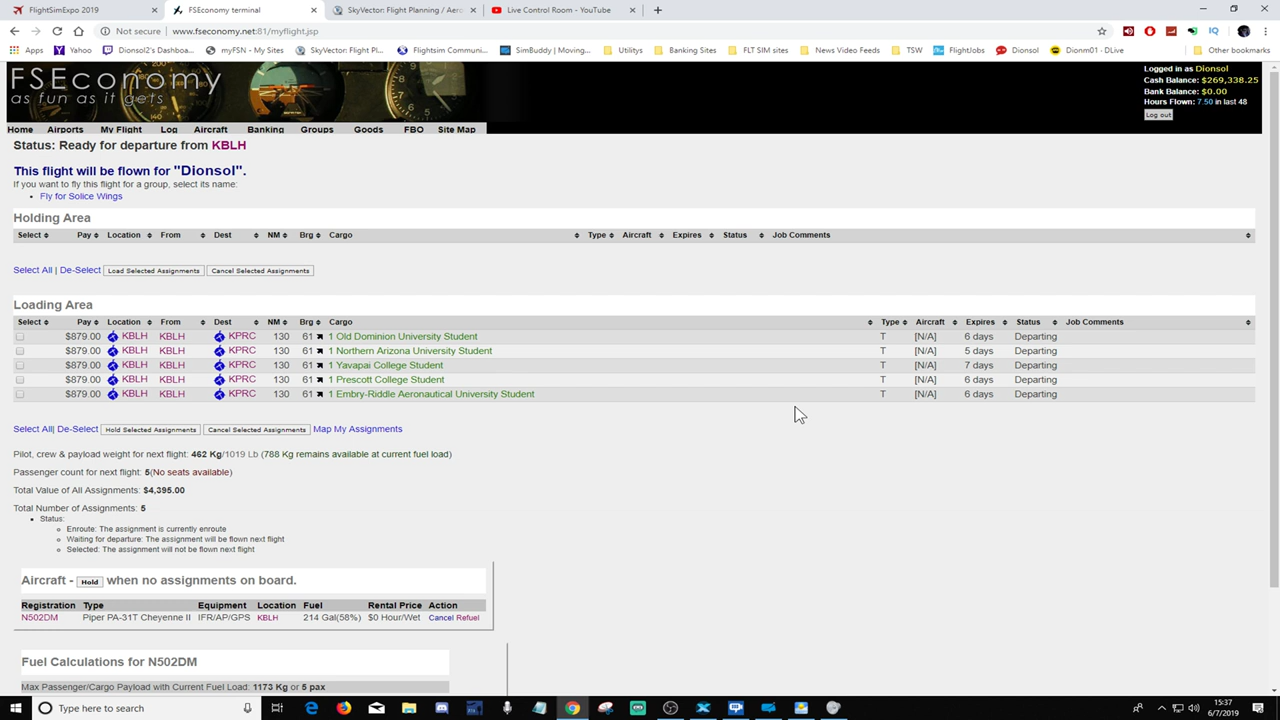 FlightSimExpo 2019
FSEconomy terminal
SkyVector: Flight Planning / Aero
Live Control Room - YouTube
Not secure | www.fseconomy.net:81/myflight.jsp
Apps Yahoo Dionsol2's Dashboa... myFSN - My Sites SkyVector: Flight Pl... Flightsim Communi... SimBuddy | Moving... Utilitys Banking Sites FLT SIM sites News Video Feeds TSW FlightJobs Dionsol Dionm01 - DLive Other bookmarks
FSEconomy
as fun as it gets
Logged in as Dionsol
Cash Balance: $269,338.25
Bank Balance: $0.00
Hours Flown: 7.50 in last 48
Log out
Home Airports My Flight Log Aircraft Banking Groups Goods FBO Site Map
Status: Ready for departure from KBLH
This flight will be flown for "Dionsol".
If you want to fly this flight for a group, select its name:
Fly for Solice Wings
Holding Area
Select Pay Location From Dest NM Brg Cargo Type Aircraft Expires Status Job Comments
Select All | De-Select Load Selected Assignments Cancel Selected Assignments
Loading Area
Select Pay Location From Dest NM Brg Cargo Type Aircraft Expires Status Job Comments
$879.00 KBLH KBLH KPRC 130 61 1 Old Dominion University Student T [N/A] 6 days Departing
$879.00 KBLH KBLH KPRC 130 61 1 Northern Arizona University Student T [N/A] 5 days Departing
$879.00 KBLH KBLH KPRC 130 61 1 Yavapai College Student T [N/A] 7 days Departing
$879.00 KBLH KBLH KPRC 130 61 1 Prescott College Student T [N/A] 6 days Departing
$879.00 KBLH KBLH KPRC 130 61 1 Embry-Riddle Aeronautical University Student T [N/A] 6 days Departing
Select All| De-Select Hold Selected Assignments Cancel Selected Assignments Map My Assignments
Pilot, crew & payload weight for next flight: 462 Kg/1019 Lb (788 Kg remains available at current fuel load)
Passenger count for next flight: 5(No seats available)
Total Value of All Assignments: $4,395.00
Total Number of Assignments: 5
Status:
Enroute: The assignment is currently enroute
Waiting for departure: The assignment will be flown next flight
Selected: The assignment will not be flown next flight
Aircraft - Hold when no assignments on board.
Registration Type Equipment Location Fuel Rental Price Action
N502DM Piper PA-31T Cheyenne II IFR/AP/GPS KBLH 214 Gal(58%) $0 Hour/Wet Cancel Refuel
Fuel Calculations for N502DM
Max Passenger/Cargo Payload with Current Fuel Load: 1173 Kg or 5 pax
Type here to search
15:37
6/7/2019